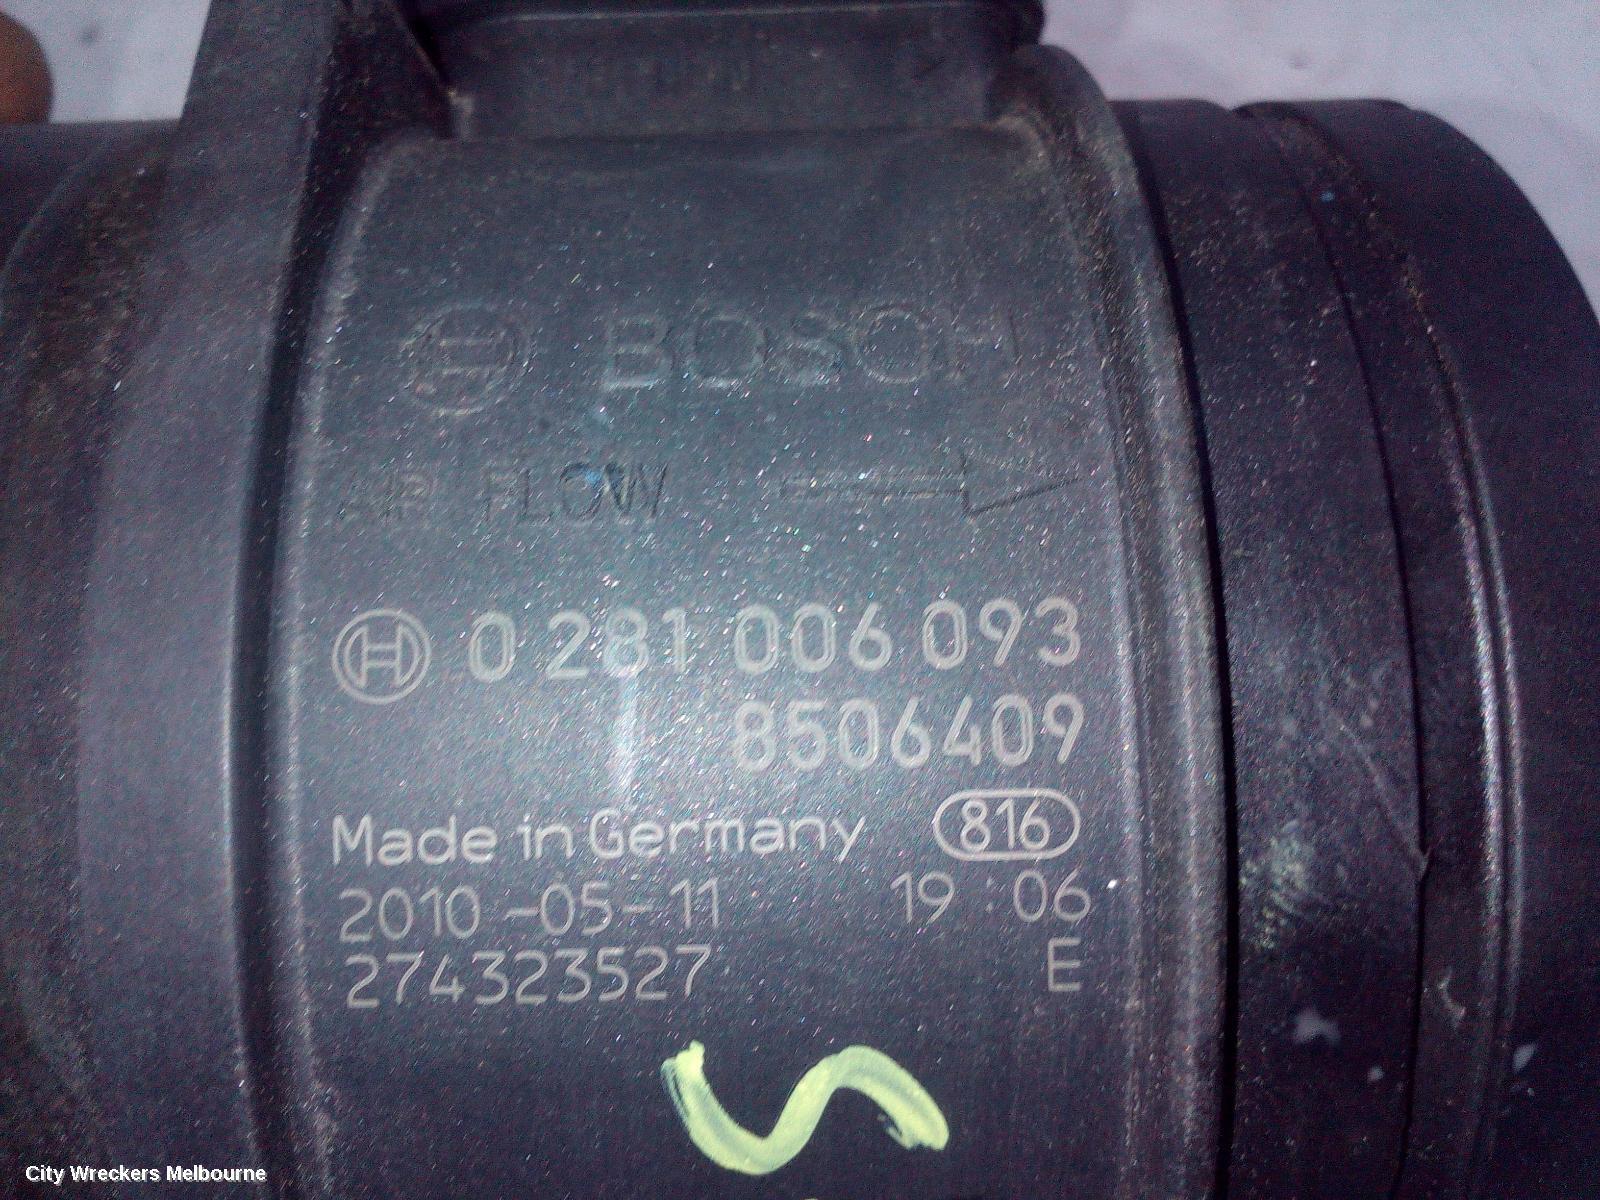 BOSCH
AIR FLOW
0 281 006 093
8506409
Made in Germany 816
2010-05-11 19:06
274323527 E
City Wreckers Melbourne